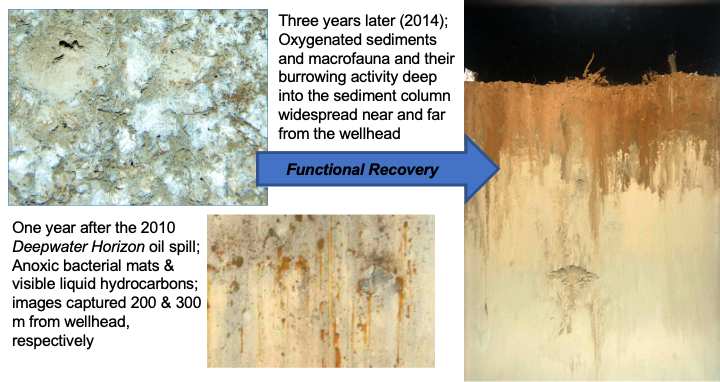 Three years later (2014);
Oxygenated sediments
and macrofauna and their
burrowing activity deep
into the sediment column
widespread near and far
from the wellhead
Functional Recovery
One year after the 2010
Deepwater Horizon oil spill;
Anoxic bacterial mats &
visible liquid hydrocarbons;
images captured 200 & 300
m from wellhead,
respectively